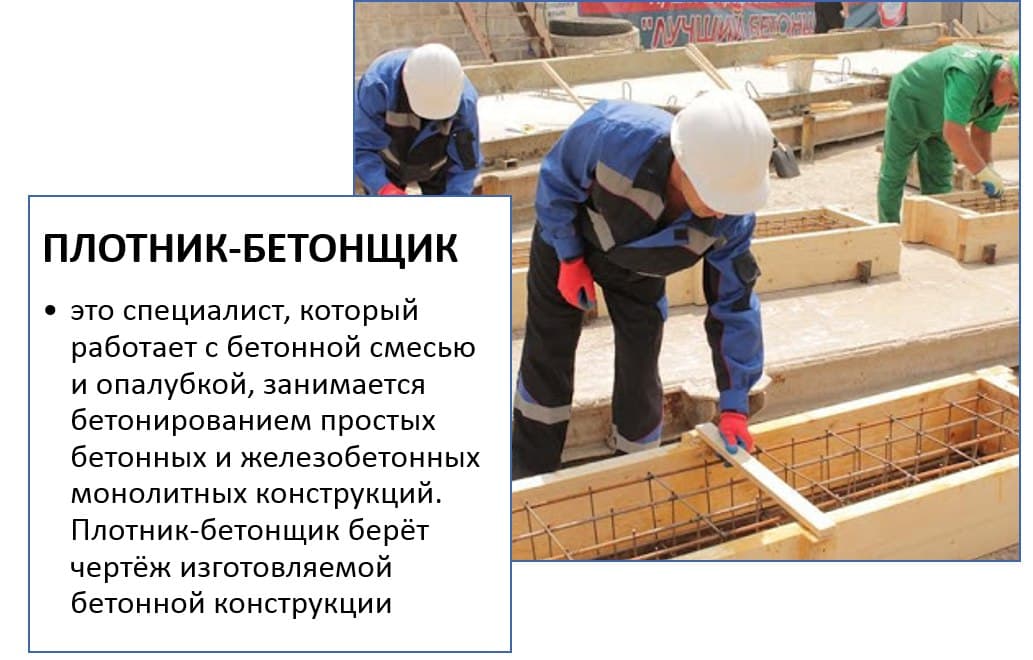 "ЛУЧШИЙ БЕТОНЩ
ПЛОТНИК-БЕТОНЩИК
• это специалист, который
работает с бетонной смесью
и опалубкой, занимается
бетонированием простых
бетонных и железобетонных
монолитных конструкций.
Плотник-бетонщик берёт
чертёж изготовляемой
бетонной конструкции